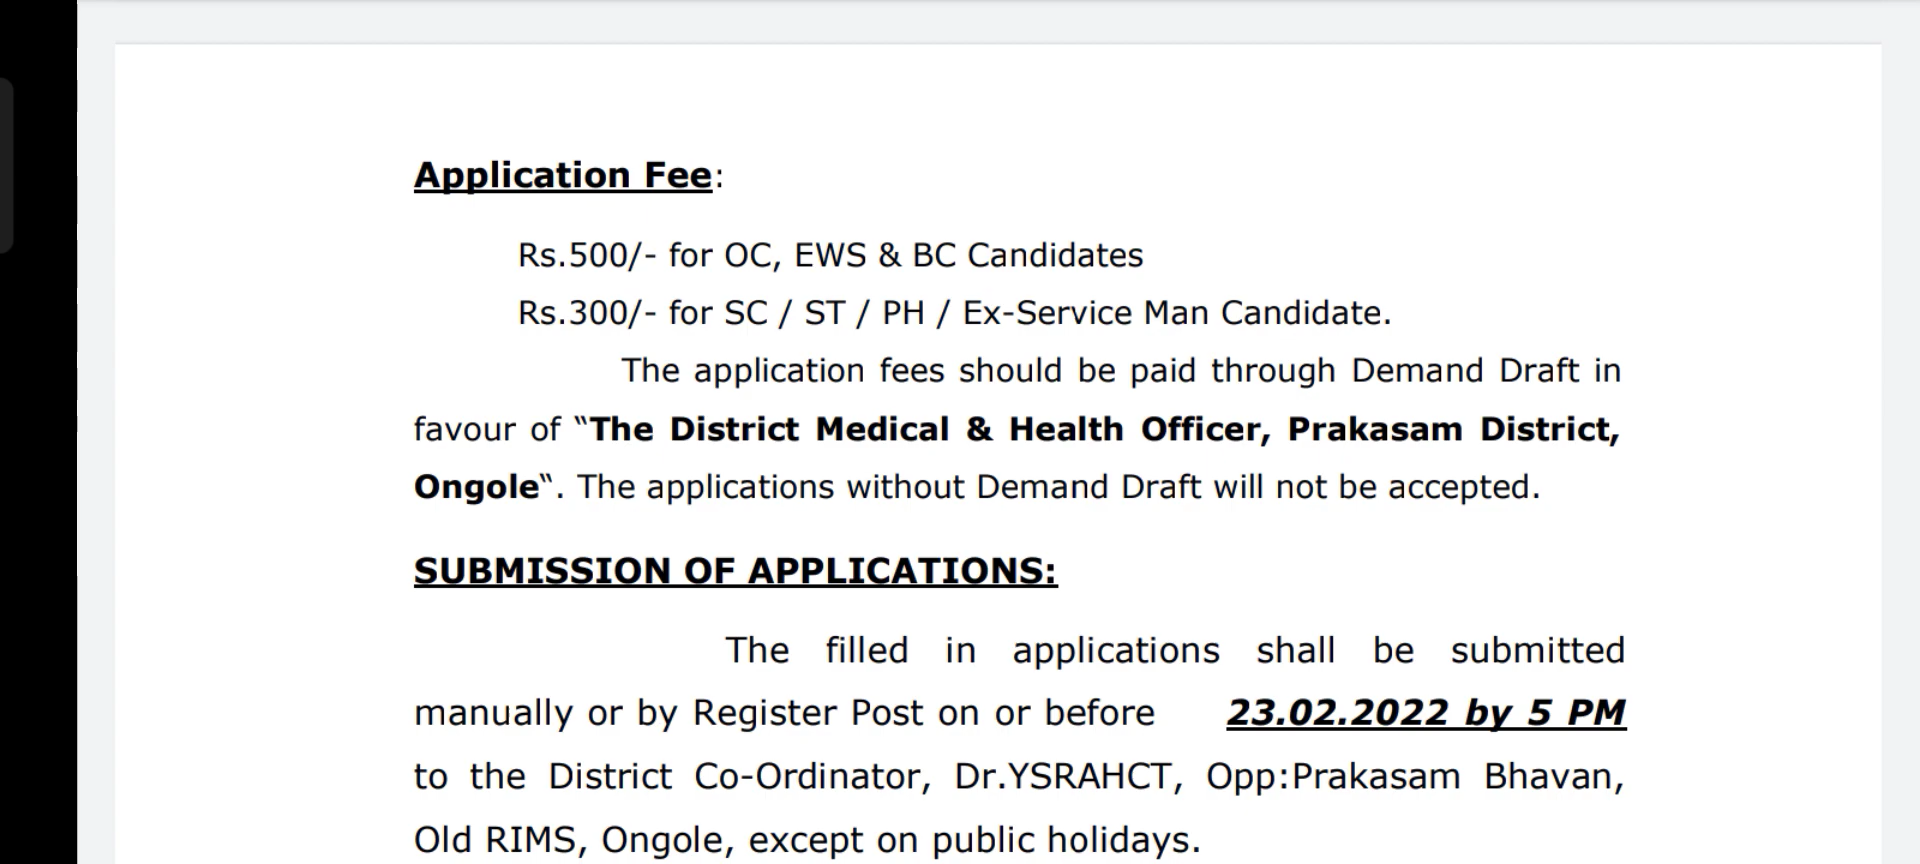 Application Fee:
Rs.500/- for OC, EWS & BC Candidates
Rs.300/- for SC / ST / PH / Ex-Service Man Candidate.
The application fees should be paid through Demand Draft in
favour of “The District Medical & Health Officer, Prakasam District,
Ongole“. The applications without Demand Draft will not be accepted.
SUBMISSION OF APPLICATIONS:
The filled in applications shall be submitted
manually or by Register Post on or before 23.02.2022 by 5 PM
to the District Co-Ordinator, Dr.YSRAHCT, Opp:Prakasam Bhavan,
Old RIMS, Ongole, except on public holidays.